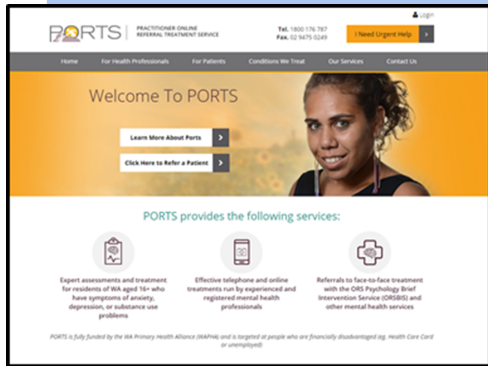 Login
PORTS
PRACTITIONER ONLINE
REFERRAL TREATMENT SERVICE
Tel. 1800 176 787
Fax. 02 9475 0249
I Need Urgent Help
Home For Health Professionals For Patients Conditions We Treat Our Services Contact Us
Welcome To PORTS
Learn More About Ports
Click Here to Refer a Patient
PORTS provides the following services:
Expert assessments and treatment
for residents of WA aged 16+ who
have symptoms of anxiety,
depression, or substance use
problems
Effective telephone and online
treatments run by experienced and
registered mental health
professionals
Referrals to face-to-face treatment
with the ORS Psychology Brief
Intervention Service (ORSBIS) and
other mental health services
PORTS is fully funded by the WA Primary Health Alliance (WAPHA) and is targeted at people who are financially disadvantaged (eg. Health Care Card
or unemployed)